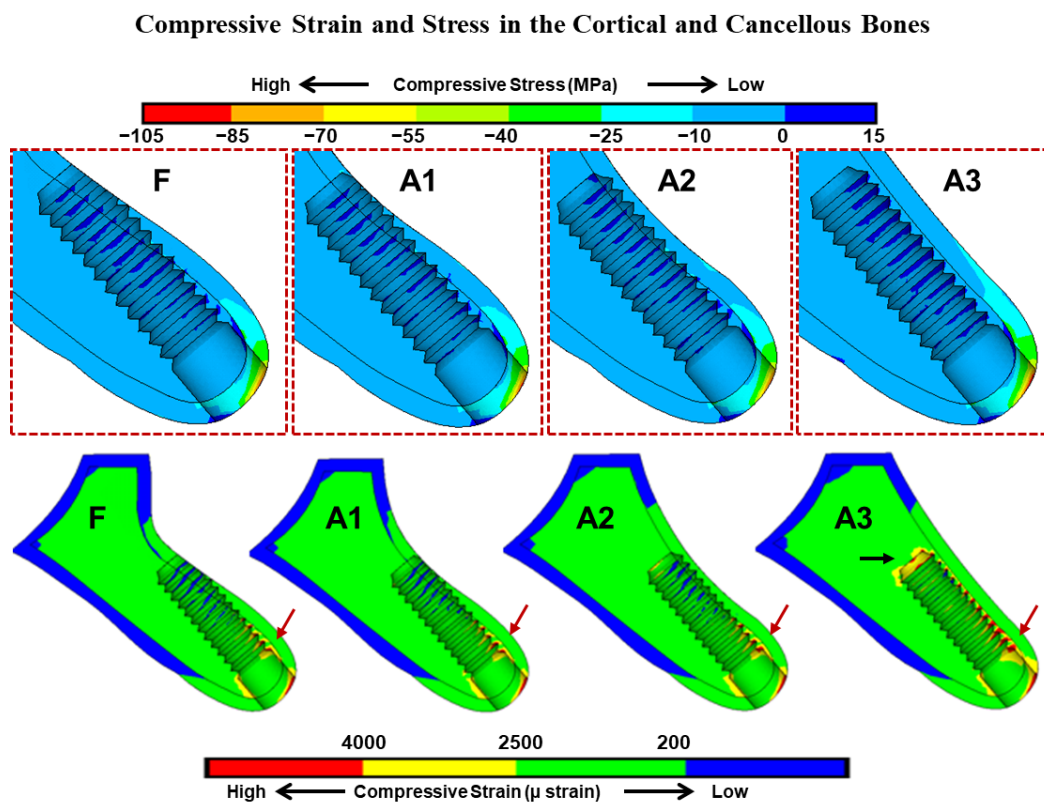 Compressive Strain and Stress in the Cortical and Cancellous Bones
High Compressive Stress (MPa) Low
−105 −85 −70 −55 −40 −25 −10 0 15
F A1 A2 A3
F A1 A2 A3
4000 2500 200
High Compressive Strain (μ strain) Low